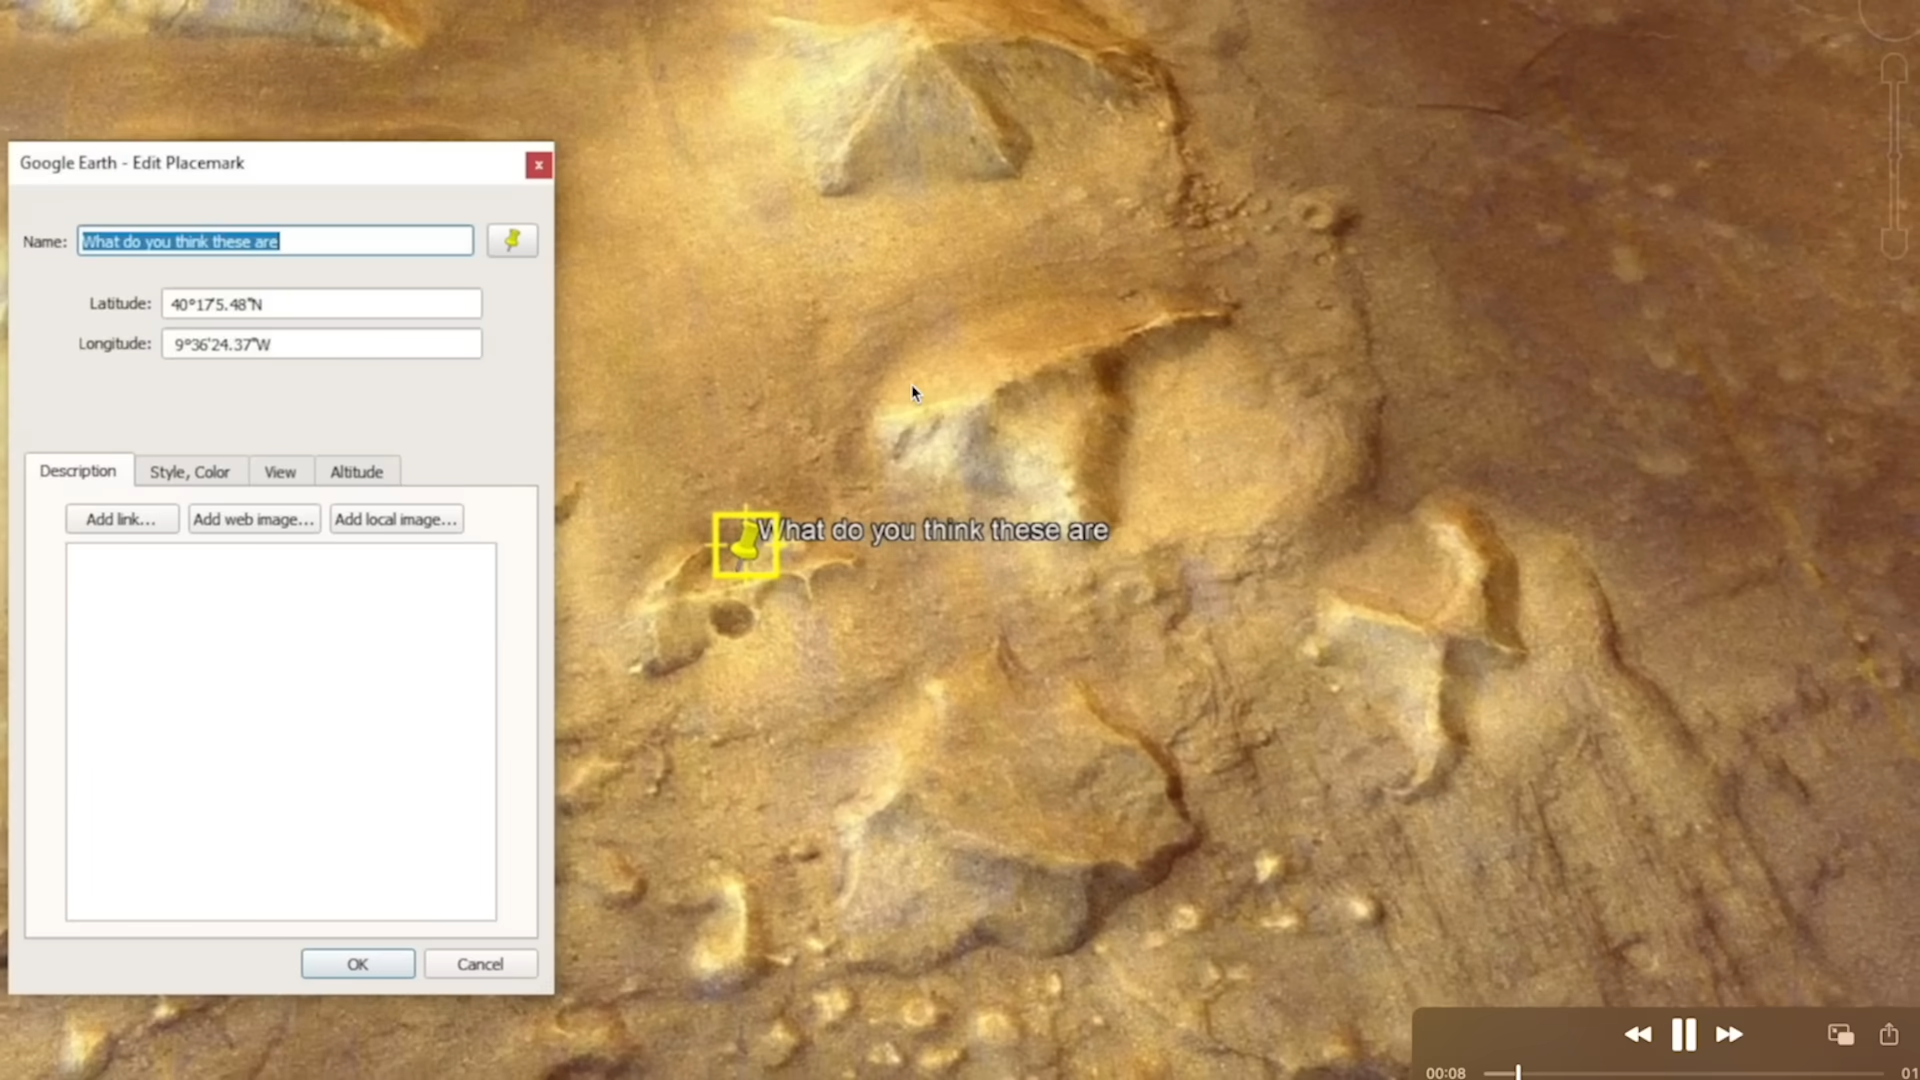 Google Earth - Edit Placemark
x
Name: What do you think these are
Latitude: 40°17'5.48"N
Longitude: 9°36'24.37"W
Description Style, Color View Altitude
Add link... Add web image... Add local image...
What do you think these are
OK Cancel
00:08 01